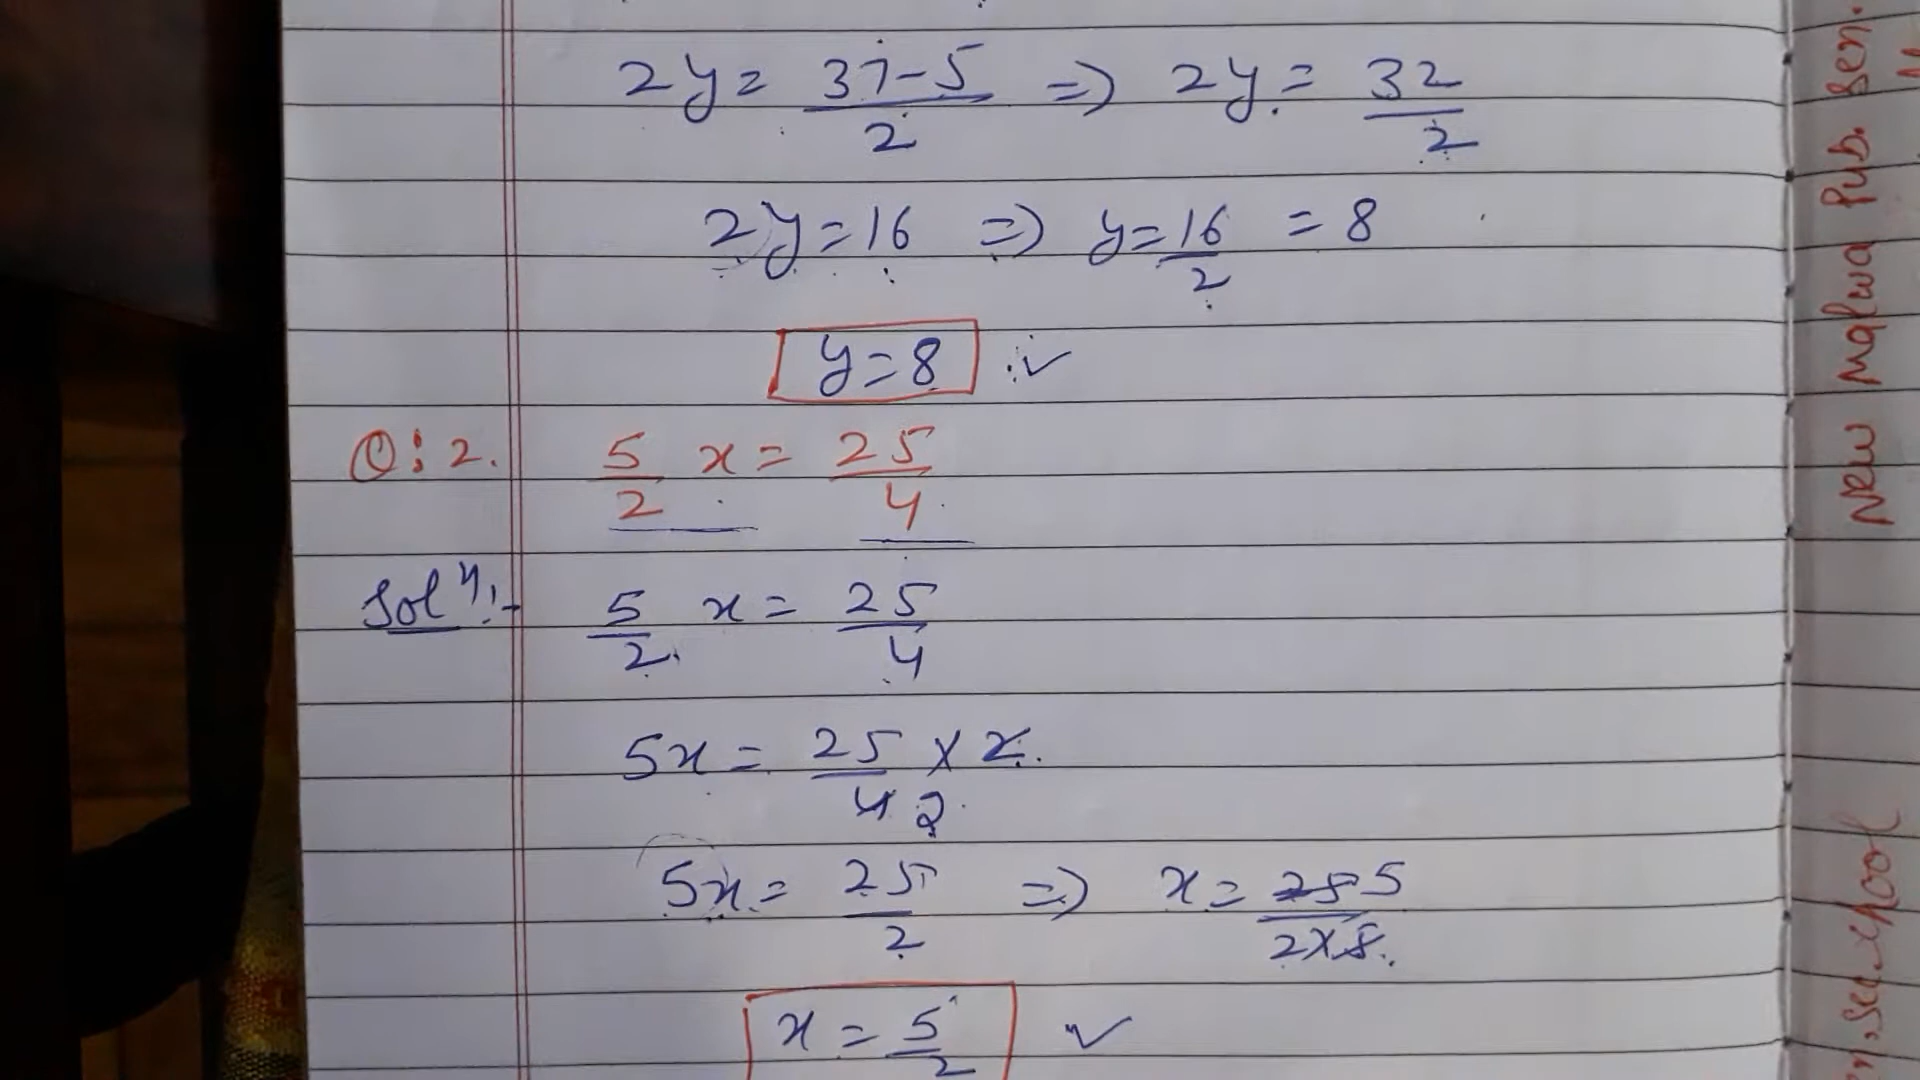 2y = 37-5/2 => 2y = 32/2
2y = 16 => y = 16/2 = 8
y = 8 ✓
Q: 2. 5/2 x = 25/4
Solⁿ:- 5/2 x = 25/4
5x = 25/4 2 × 2
5x = 25/2 => x = 25 5/2×5
x = 5/2 ✓
New Malwa Pub. Sen.
sec. school